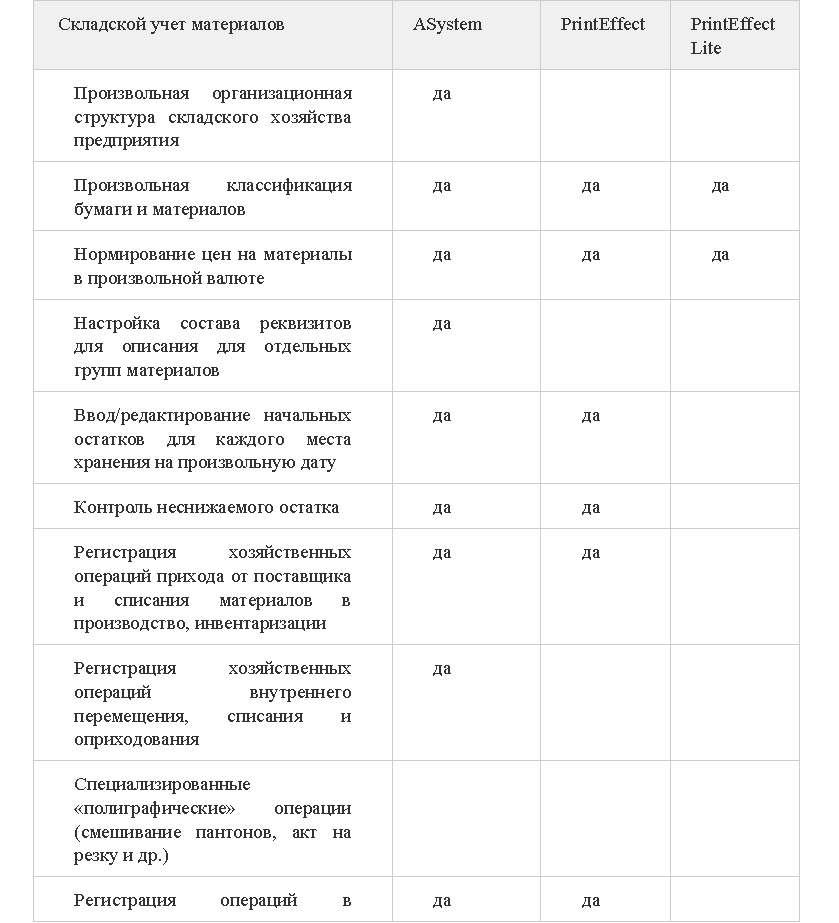 Складской учет материалов ASystem PrintEffect PrintEffect
Lite
Произвольная организационная да
структура складского хозяйства
предприятия
Произвольная классификация да да да
бумаги и материалов
Нормирование цен на материалы да да да
в произвольной валюте
Настройка состава реквизитов да
для описания для отдельных
групп материалов
Ввод/редактирование начальных да да
остатков для каждого места
хранения на произвольную дату
Контроль неснижаемого остатка да да
Регистрация хозяйственных да да
операций прихода от поставщика
и списания материалов в
производство, инвентаризации
Регистрация хозяйственных да
операций внутреннего
перемещения, списания и
оприходования
Специализированные
«полиграфические» операции
(смешивание пантонов, акт на
резку и др.)
Регистрация операций в да да